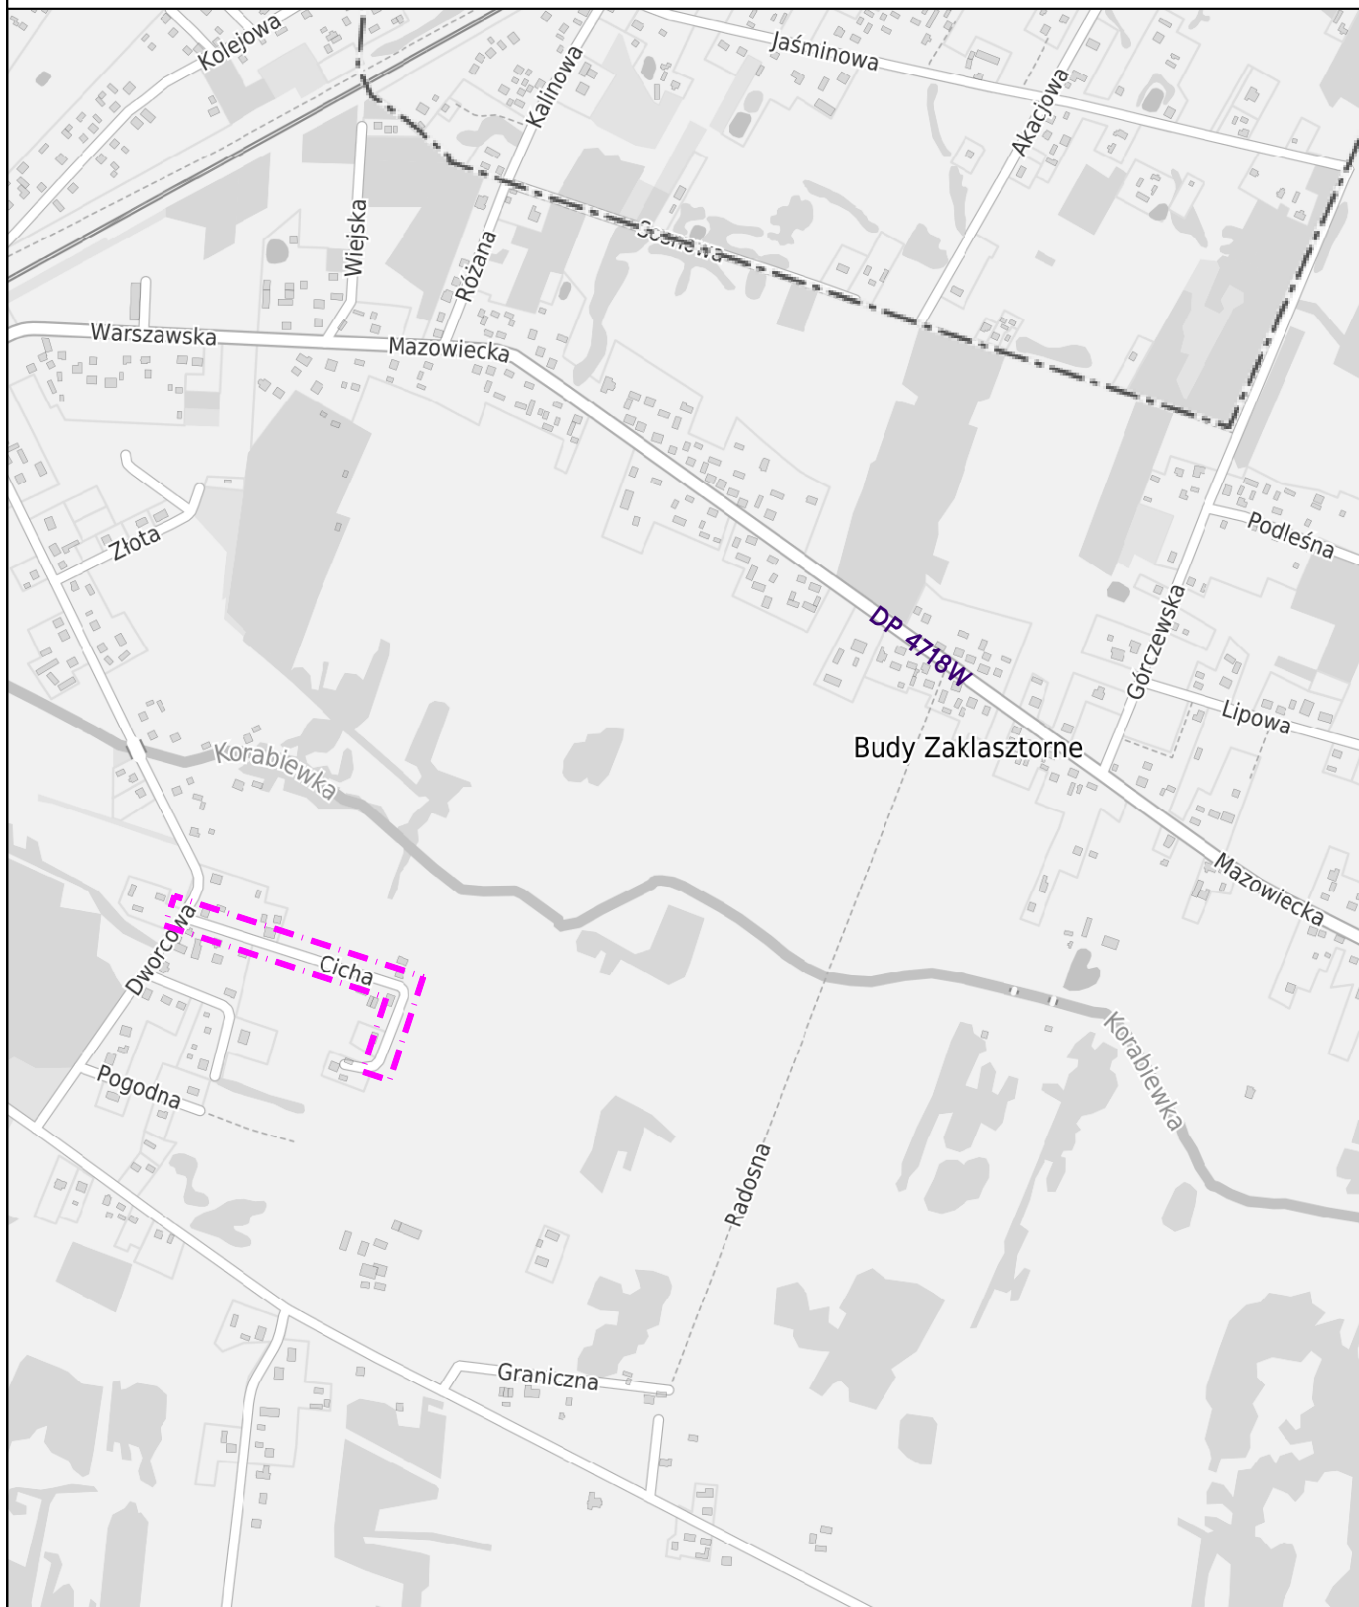 Kolejowa
Kalinowa
Jaśminowa
Akacjowa
Wiejska
Różana
Sosnowa
Warszawska
Mazowiecka
Złota
Podleśna
DP 4718W
Górczewska
Lipowa
Budy Zaklasztorne
Korabiewka
Mazowiecka
Dworcowa
Cicha
Korabiewka
Pogodna
Radosna
Graniczna